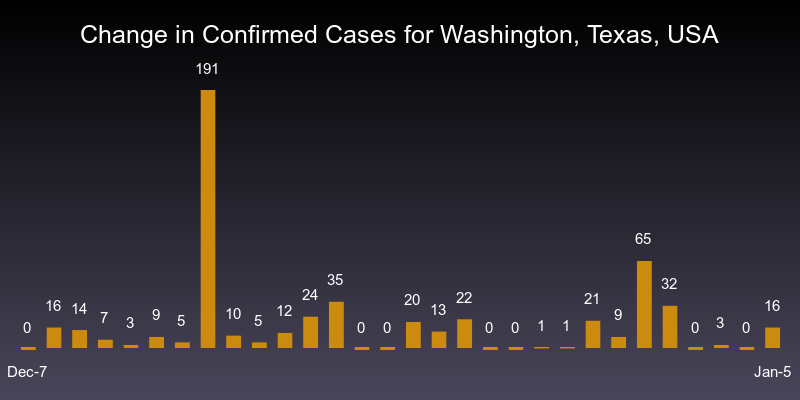 Change in Confirmed Cases for Washington, Texas, USA
0 16 14 7 3 9 5 191 10 5 12 24 35 0 0 20 13 22 0 0 1 1 21 9 65 32 0 3 0 16
Dec-7 Jan-5